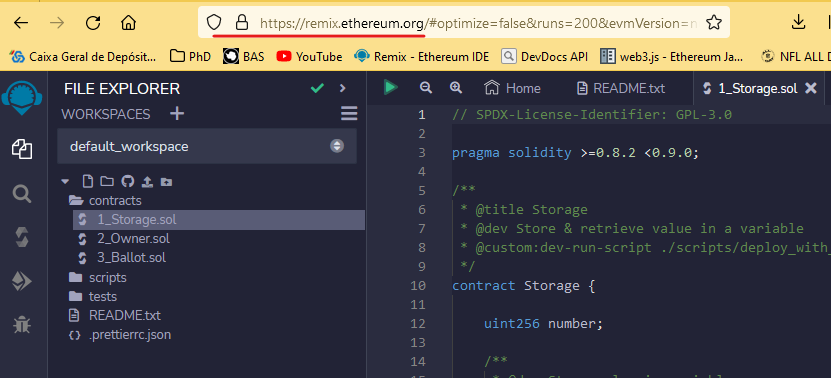 https://remix.ethereum.org/#optimize=false&runs=200&evmVersion=
Caixa Geral de Depósit... PhD BAS YouTube Remix - Ethereum IDE DevDocs API web3.js - Ethereum Ja... NFL ALL
FILE EXPLORER
WORKSPACES
default_workspace
contracts
1_Storage.sol
2_Owner.sol
3_Ballot.sol
scripts
tests
README.txt
.prettierrc.json
Home README.txt 1_Storage.sol
1 // SPDX-License-Identifier: GPL-3.0
2
3 pragma solidity >=0.8.2 <0.9.0;
4
5 /**
6 * @title Storage
7 * @dev Store & retrieve value in a variable
8 * @custom:dev-run-script ./scripts/deploy_with_
9 */
10 contract Storage {
11
12 uint256 number;
13
14 /**